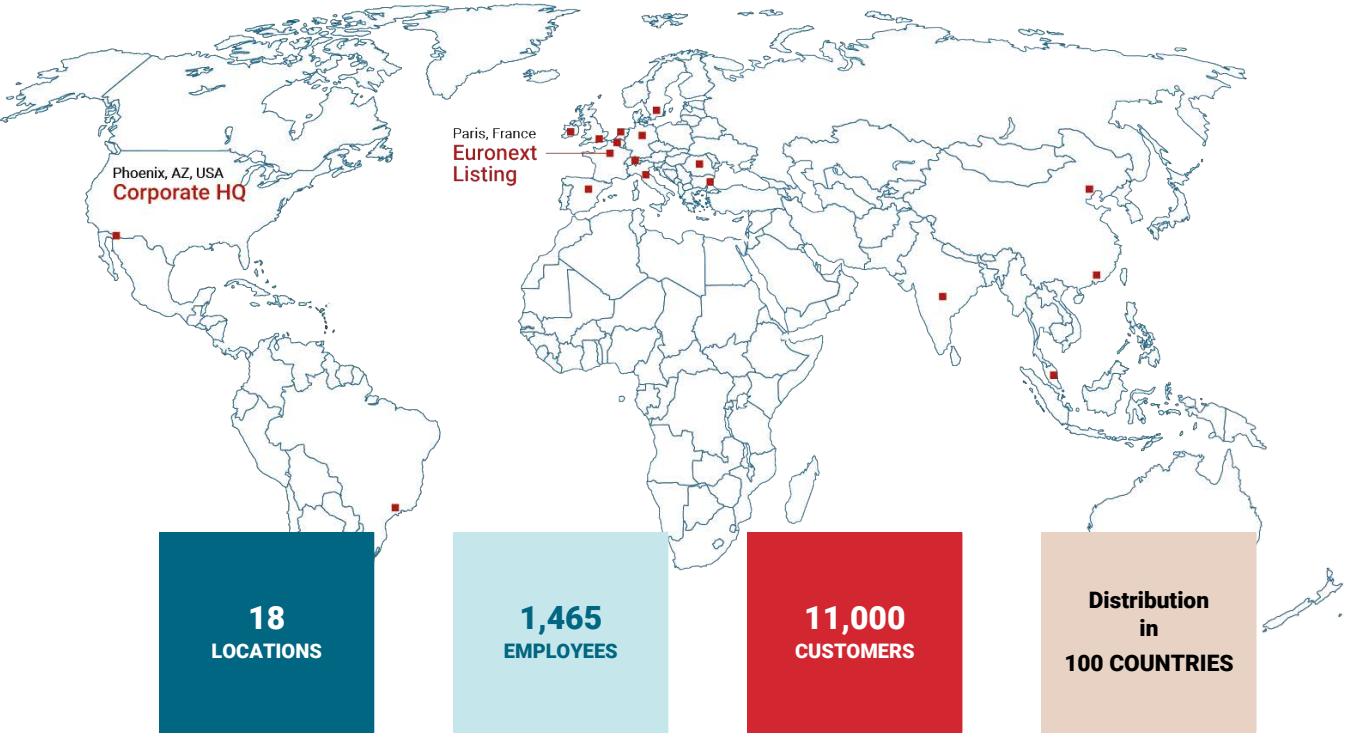 Paris, France
Euronext
Listing
Phoenix, AZ, USA
Corporate HQ
18
LOCATIONS
1,465
EMPLOYEES
11,000
CUSTOMERS
Distribution
in
100 COUNTRIES